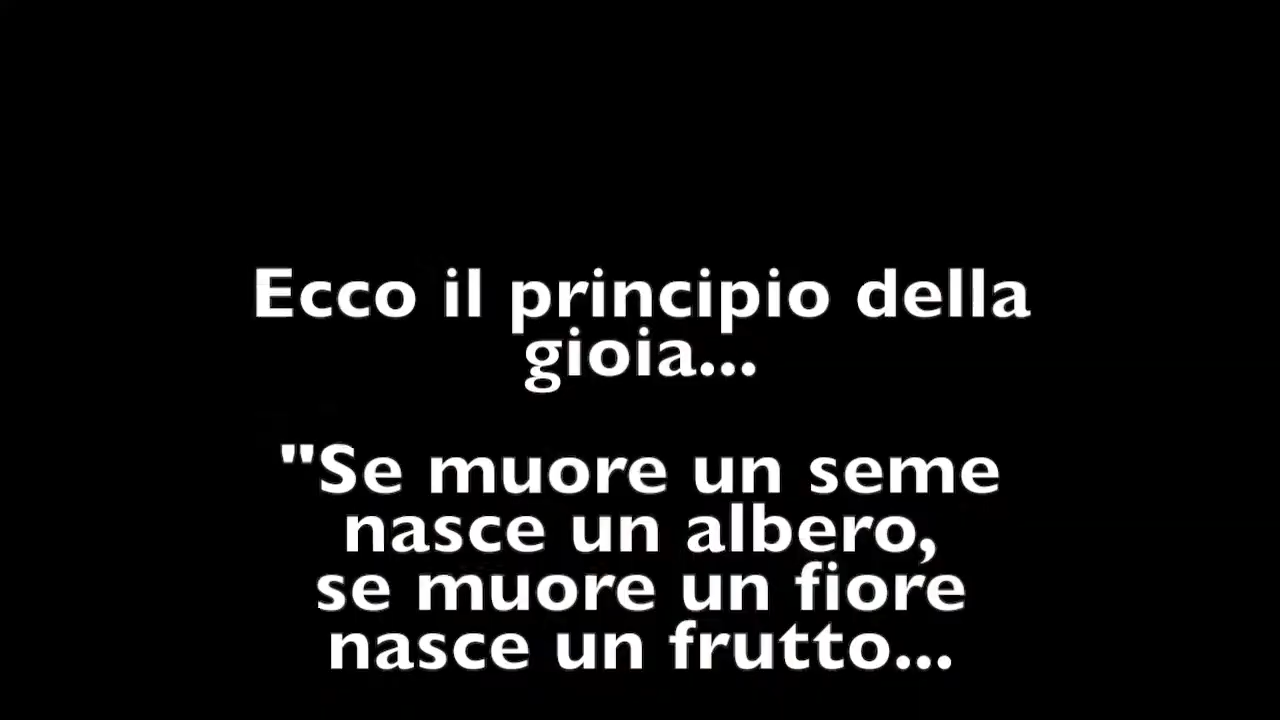 Ecco il principio della
gioia...
"Se muore un seme
nasce un albero,
se muore un fiore
nasce un frutto...